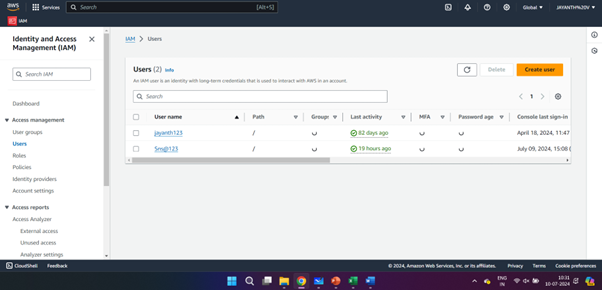 aws
Services
Search
[Alt+S]
Global
JAYANTH%20V
IAM
Identity and Access
Management (IAM)
Search IAM
Dashboard
Access management
User groups
Users
Roles
Policies
Identity providers
Account settings
Access reports
Access Analyzer
External access
Unused access
Analyzer settings
IAM > Users
Users (2) Info
An IAM user is an identity with long-term credentials that is used to interact with AWS in an account.
Delete
Create user
Search
1
User name Path Groups Last activity MFA Password age Console last sign-in
jayanth123 / 82 days ago April 18, 2024, 11:47
/ 19 hours ago July 09, 2024, 15:08 (
CloudShell Feedback
© 2024, Amazon Web Services, Inc. or its affiliates. Privacy Terms Cookie preferences
ENG
IN
10:31
10-07-2024